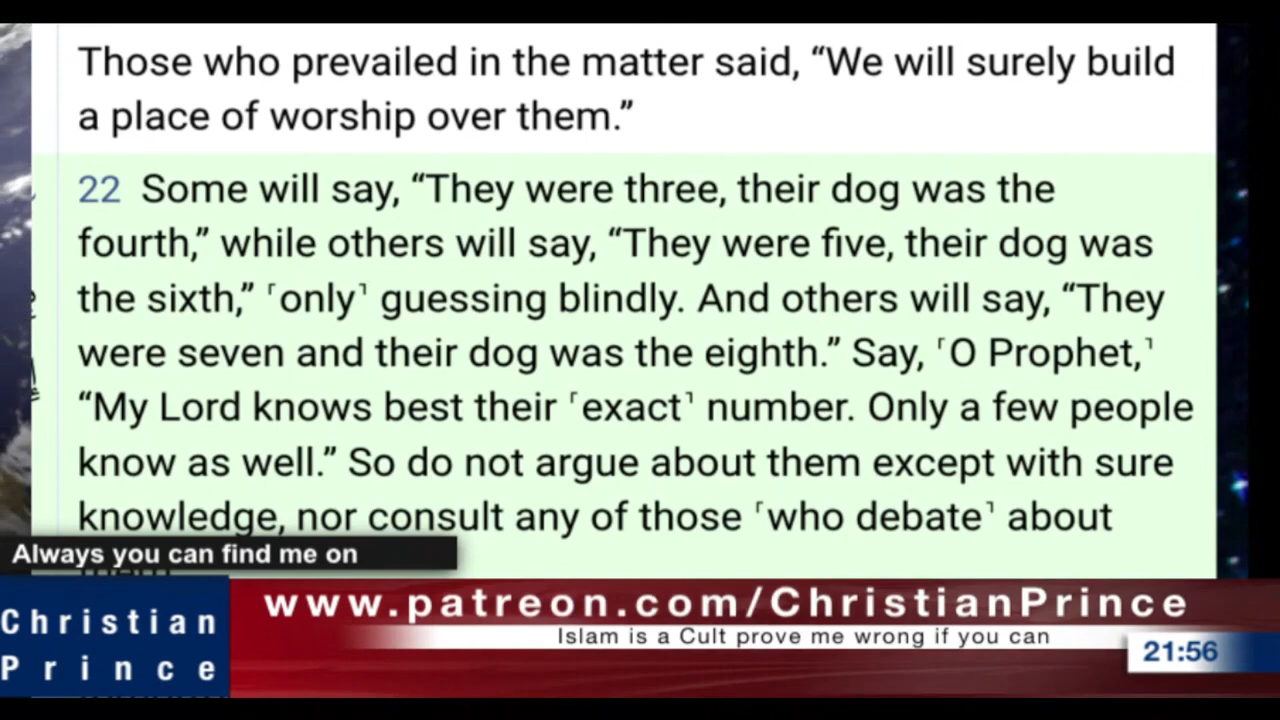 Those who prevailed in the matter said, “We will surely build
a place of worship over them.”
22 Some will say, “They were three, their dog was the
fourth,” while others will say, “They were five, their dog was
the sixth,” ˹only˺ guessing blindly. And others will say, “They
were seven and their dog was the eighth.” Say, ˹O Prophet,˺
“My Lord knows best their ˹exact˺ number. Only a few people
know as well.” So do not argue about them except with sure
knowledge, nor consult any of those ˹who debate˺ about
Always you can find me on
www.patreon.com/ChristianPrince
Christian
Prince
Islam is a Cult prove me wrong if you can
21:56